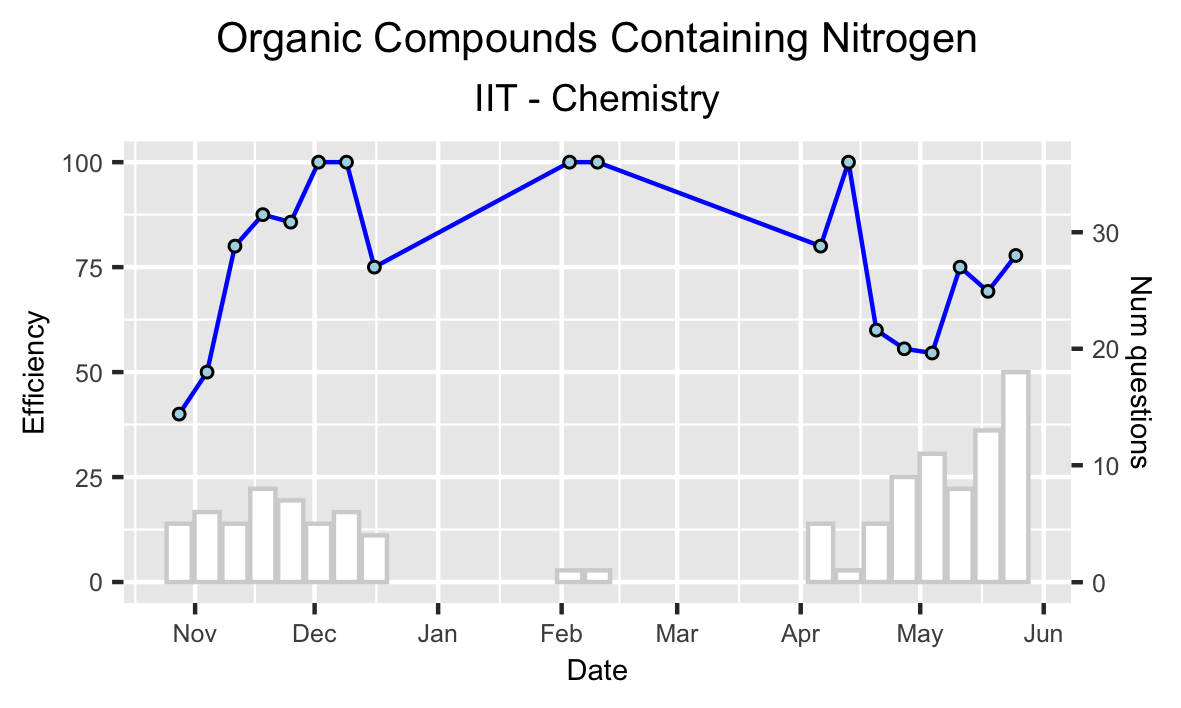 Organic Compounds Containing Nitrogen
IIT - Chemistry
Efficiency
100
75
50
25
0
30
20
10
0
Num questions
Nov Dec Jan Feb Mar Apr May Jun
Date